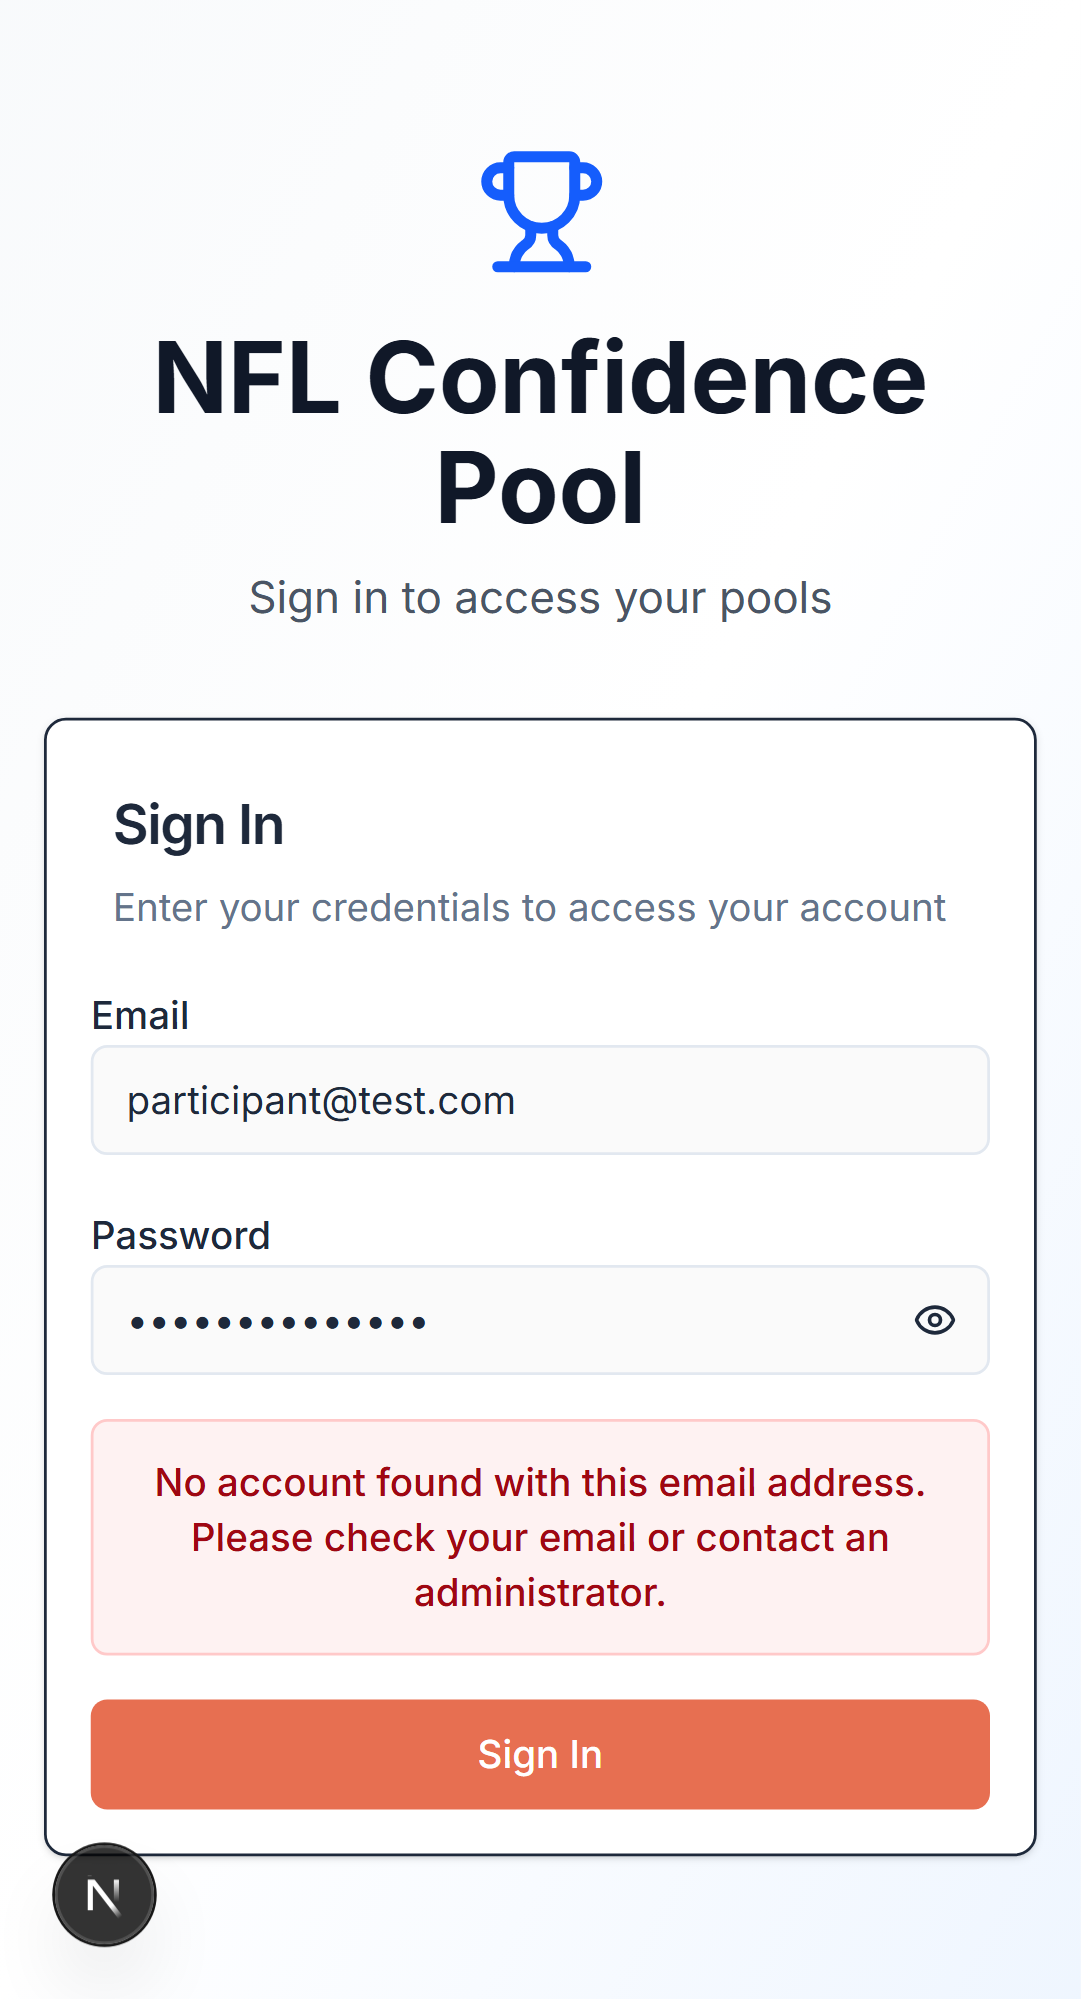 NFL Confidence
Pool
Sign in to access your pools
Sign In
Enter your credentials to access your account
Email
participant@test.com
Password
••••••••••••••
No account found with this email address.
Please check your email or contact an
administrator.
Sign In
N